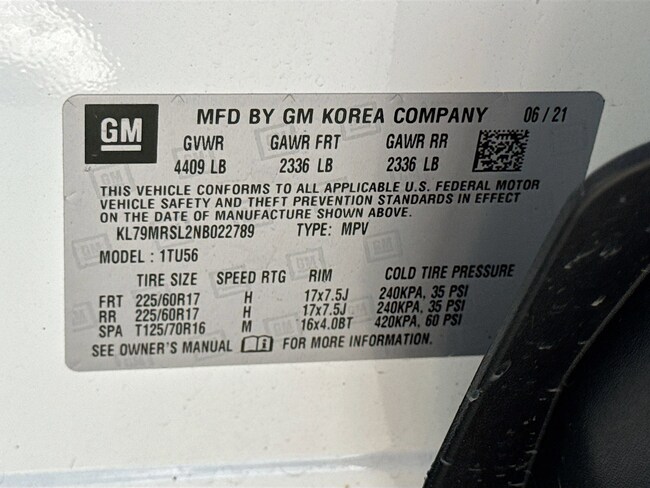 GM MFD BY GM KOREA COMPANY 06 / 21
GVWR GAWR FRT GAWR RR
4409 LB 2336 LB 2336 LB
THIS VEHICLE CONFORMS TO ALL APPLICABLE U.S. FEDERAL MOTOR
VEHICLE SAFETY AND THEFT PREVENTION STANDARDS IN EFFECT
ON THE DATE OF MANUFACTURE SHOWN ABOVE.
KL79MRSL2NB022789 TYPE: MPV
MODEL : 1TU56
TIRE SIZE SPEED RTG RIM COLD TIRE PRESSURE
FRT 225/60R17 H 17x7.5J 240KPA, 35 PSI
RR 225/60R17 H 17x7.5J 240KPA, 35 PSI
SPA T125/70R16 M 16x4.0BT 420KPA, 60 PSI
SEE OWNER'S MANUAL FOR MORE INFORMATION.